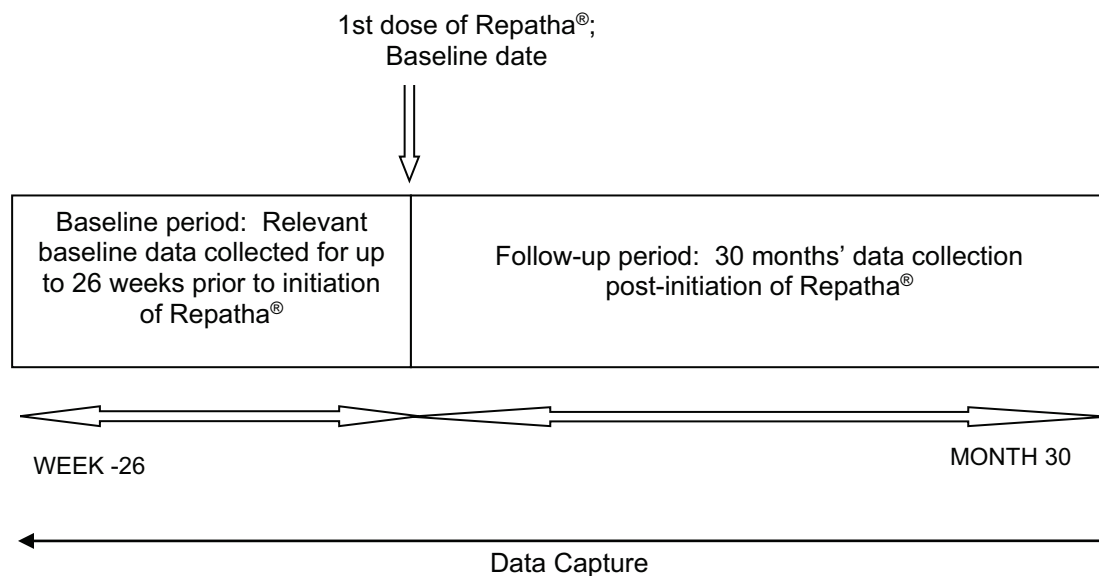 1st dose of Repatha®;
Baseline date
Baseline period:  Relevant
baseline data collected for up
to 26 weeks prior to initiation
of Repatha®
Follow-up period:  30 months’ data collection
post-initiation of Repatha®
WEEK -26
MONTH 30
Data Capture